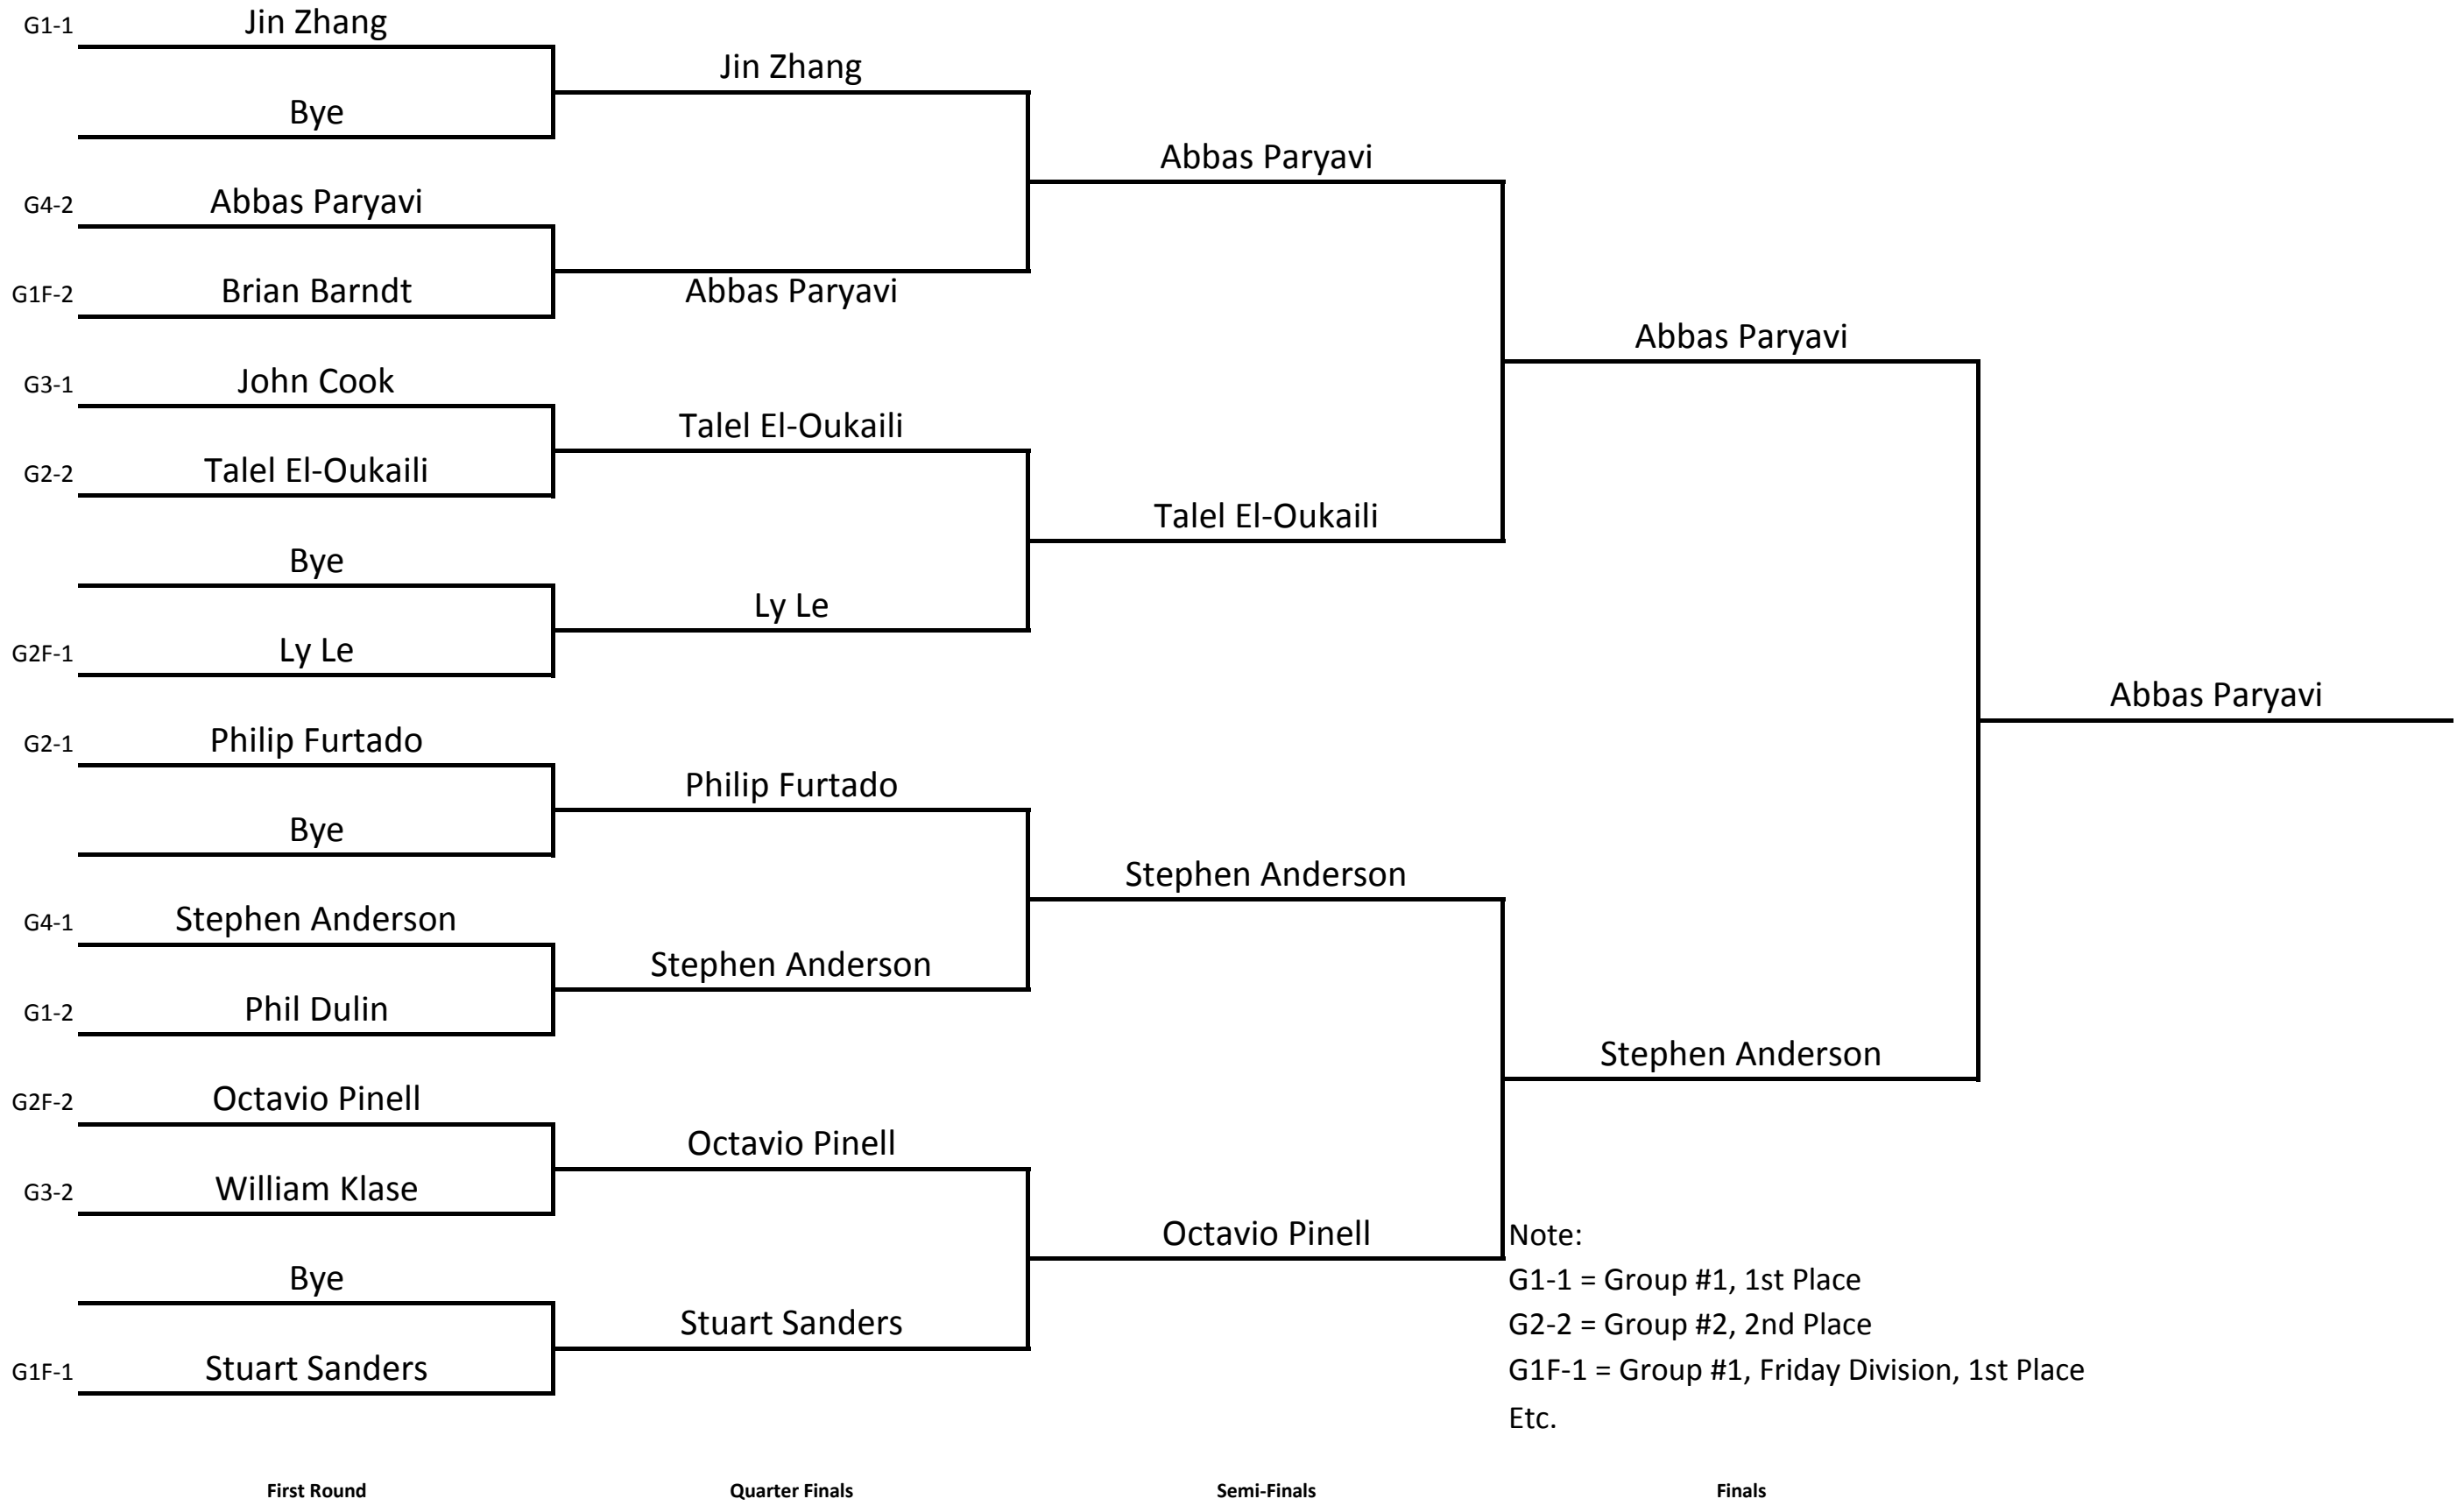 G1-1 Jin Zhang
Jin Zhang
Bye
Abbas Paryavi
G4-2 Abbas Paryavi
G1F-2 Brian Barndt
Abbas Paryavi
Abbas Paryavi
G3-1 John Cook
Talel El-Oukaili
G2-2 Talel El-Oukaili
Talel El-Oukaili
Bye
Ly Le
G2F-1 Ly Le
Abbas Paryavi
G2-1 Philip Furtado
Philip Furtado
Bye
Stephen Anderson
G4-1 Stephen Anderson
Stephen Anderson
G1-2 Phil Dulin
Stephen Anderson
G2F-2 Octavio Pinell
Octavio Pinell
G3-2 William Klase
Octavio Pinell
Note:
Bye
G1-1 = Group #1, 1st Place
Stuart Sanders
G2-2 = Group #2, 2nd Place
G1F-1 Stuart Sanders
G1F-1 = Group #1, Friday Division, 1st Place
Etc.
First Round Quarter Finals Semi-Finals Finals